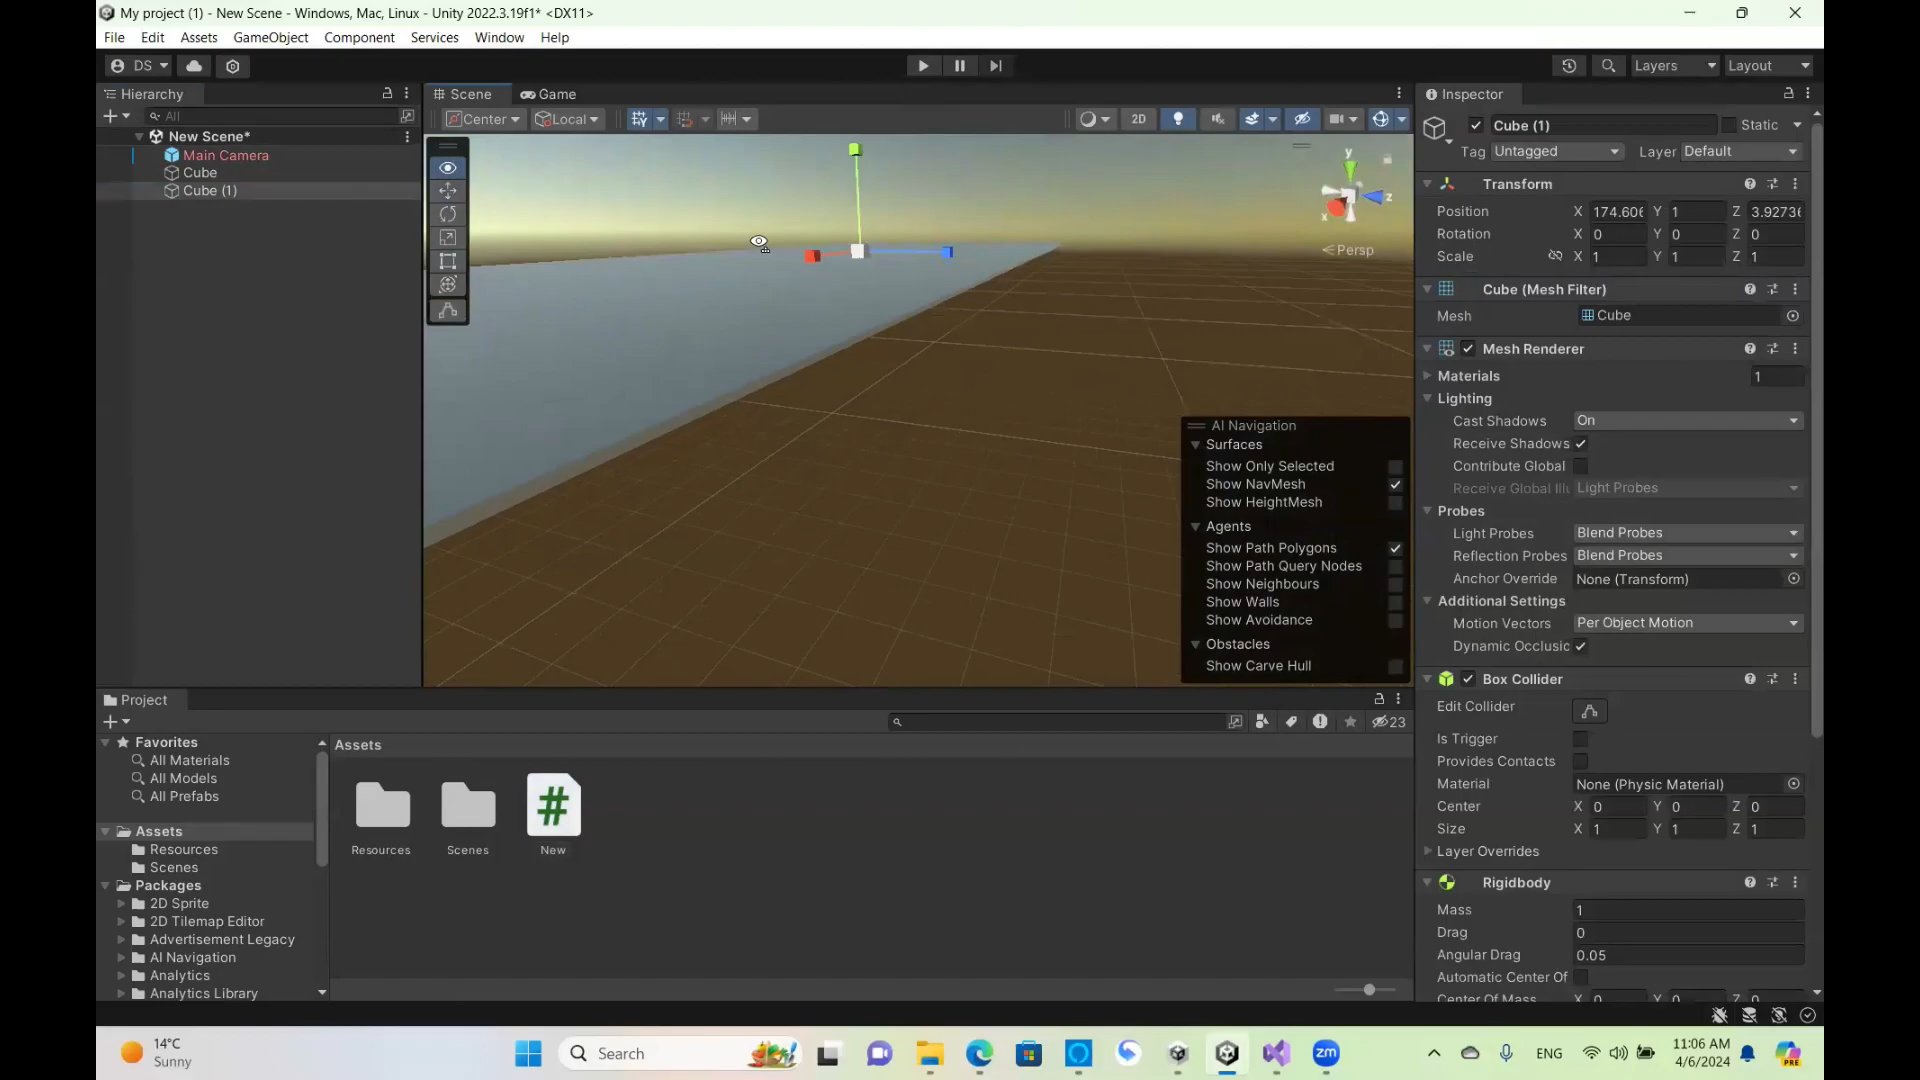 My project (1) - New Scene - Windows, Mac, Linux - Unity 2022.3.19f1* <DX11>
File Edit Assets GameObject Component Services Window Help
DS Layers Layout
Hierarchy
All
New Scene*
Main Camera
Cube
Cube (1)
Scene Game
Center Local 2D
y
x
z
Persp
AI Navigation
Surfaces
Show Only Selected
Show NavMesh
Show HeightMesh
Agents
Show Path Polygons
Show Path Query Nodes
Show Neighbours
Show Walls
Show Avoidance
Obstacles
Show Carve Hull
Inspector
Cube (1) Static
Tag Untagged Layer Default
Transform
Position X 174.606 Y 1 Z 3.92736
Rotation X 0 Y 0 Z 0
Scale X 1 Y 1 Z 1
Cube (Mesh Filter)
Mesh Cube
Mesh Renderer
Materials 1
Lighting
Cast Shadows On
Receive Shadows
Contribute Global
Receive Global Illu Light Probes
Probes
Light Probes Blend Probes
Reflection Probes Blend Probes
Anchor Override None (Transform)
Additional Settings
Motion Vectors Per Object Motion
Dynamic Occlusic
Box Collider
Edit Collider
Is Trigger
Provides Contacts
Material None (Physic Material)
Center X 0 Y 0 Z 0
Size X 1 Y 1 Z 1
Layer Overrides
Rigidbody
Mass 1
Drag 0
Angular Drag 0.05
Automatic Center Of
Center Of Mass X 0 Y 0 Z 0
Project
23
Favorites
All Materials
All Models
All Prefabs
Assets
Resources
Scenes
Packages
2D Sprite
2D Tilemap Editor
Advertisement Legacy
AI Navigation
Analytics
Analytics Library
Assets
Resources Scenes New
14°C
Sunny
Search
zm
ENG
11:06 AM
4/6/2024
PRE